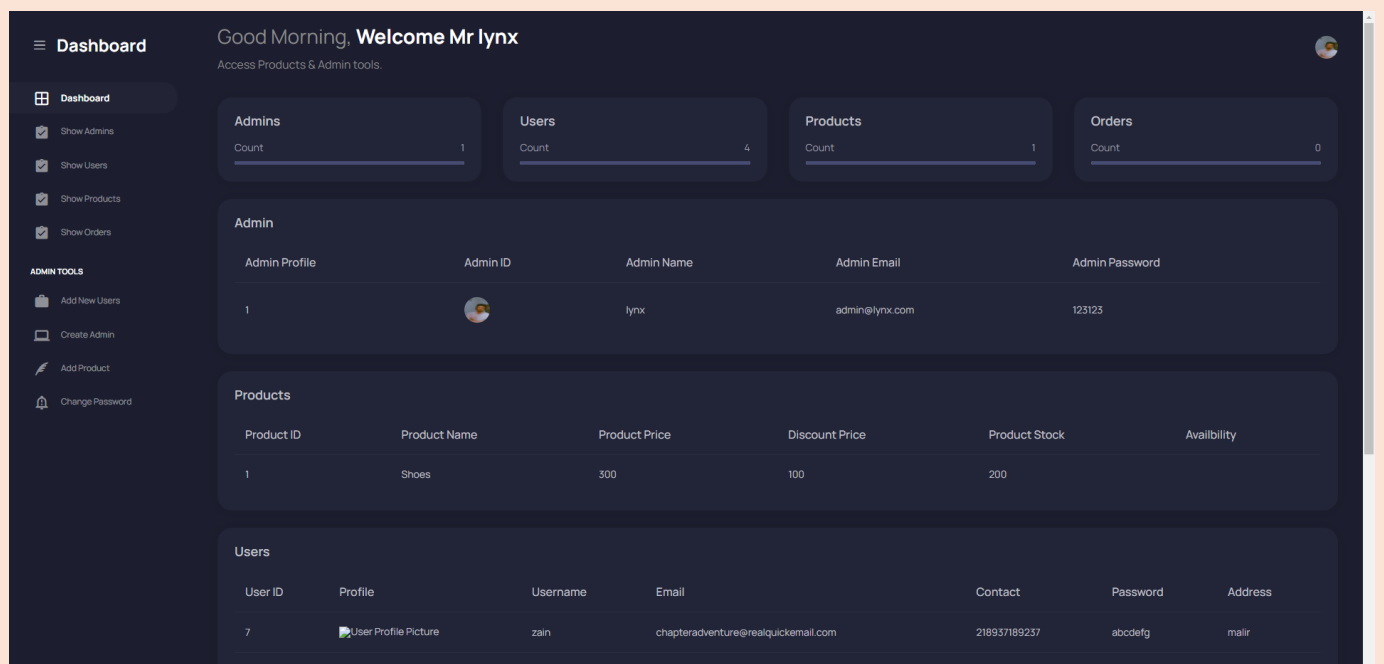 Dashboard
Good Morning, Welcome Mr lynx
Access Products & Admin tools.
Dashboard
Show Admins
Show Users
Show Products
Show Orders
ADMIN TOOLS
Add New Users
Create Admin
Add Product
Change Password
Admins
Count 1
Users
Count 4
Products
Count 1
Orders
Count 0
Admin
Admin Profile Admin ID Admin Name Admin Email Admin Password
1 lynx admin@lynx.com 123123
Products
Product ID Product Name Product Price Discount Price Product Stock Availbility
1 Shoes 300 100 200
Users
User ID Profile Username Email Contact Password Address
7 User Profile Picture zain chapteradventure@realquickemail.com 218937189237 abcdefg malir